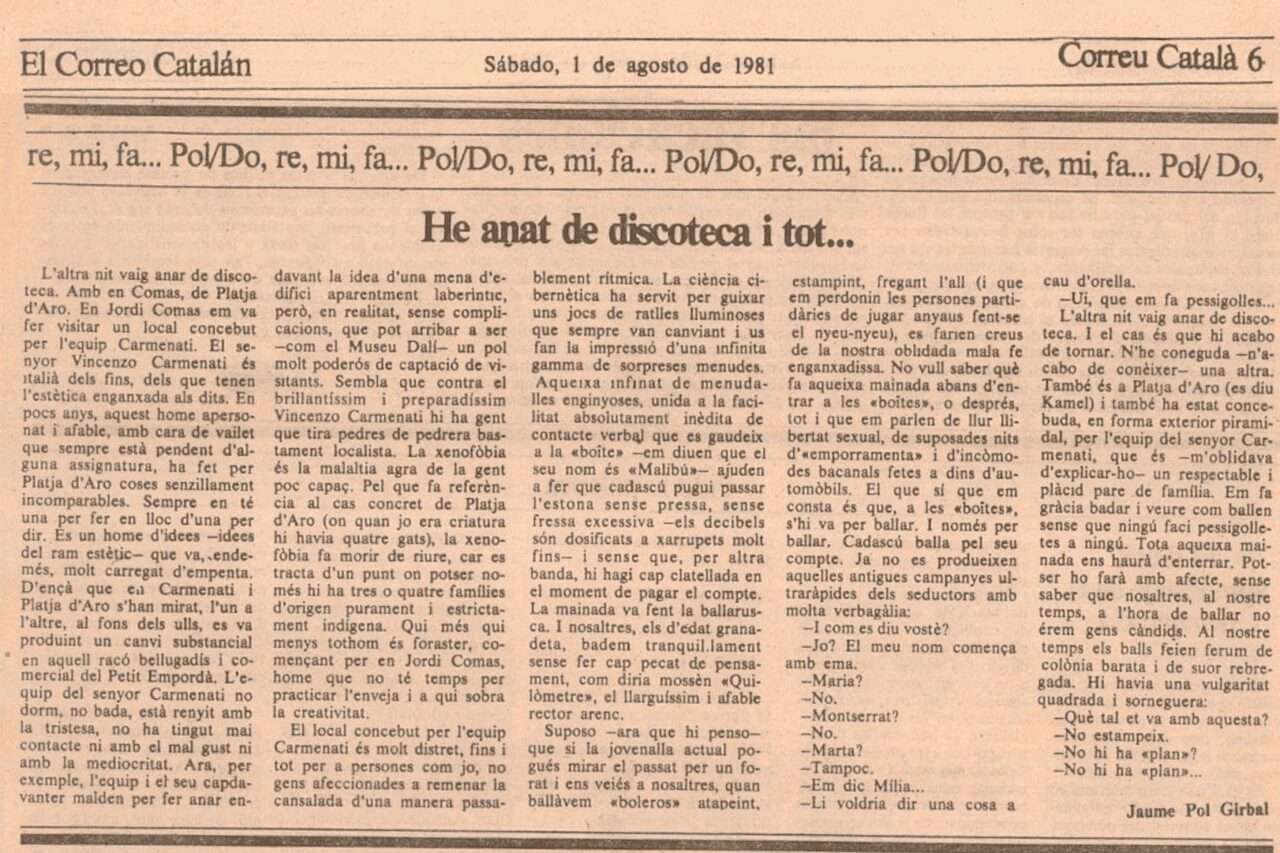 El Correo Catalán
Sábado, 1 de agosto de 1981
Correu Català 6
re, mi, fa... Pol/Do, re, mi, fa... Pol/Do, re, mi, fa... Pol/Do, re, mi, fa... Pol/Do, re, mi, fa... Pol/ Do,
He anat de discoteca i tot...
L'altra nit vaig anar de disco-
teca. Amb en Comas, de Platja
d'Aro. En Jordi Comas em va
fer visitar un local concebut
per l'equip Carmenati. El se-
nyor Vincenzo Carmenati és
italià dels fins, dels que tenen
l'estètica enganxada als dits. En
pocs anys, aquest home aperso-
nat i afable, amb cara de vailet
que sempre està pendent d'al-
guna assignatura, ha fet per
Platja d'Aro coses senzillament
incomparables. Sempre en té
una per fer en lloc d'una per
dir. Es un home d'idees —idees
del ram estètic— que va, ende-
més, molt carregat d'empenta.
D'ençà que en Carmenati i
Platja d'Aro s'han mirat, l'un a
l'altre, al fons dels ulls, es va
produint un canvi substancial
en aquell racó bellugadís i co-
mercial del Petit Empordà. L'e-
quip del senyor Carmenati no
dorm, no bada, està renyit amb
la tristesa, no ha tingut mai
contacte ni amb el mal gust ni
amb la mediocritat. Ara, per
exemple, l'equip i el seu capda-
vanter malden per fer anar en-
davant la idea d'una mena d'e-
difici aparentment laberintic,
però, en realitat, sense compli-
cacions, que pot arribar a ser
—com el Museu Dalí— un pol
molt poderós de captació de vi-
sitants. Sembla que contra el
brillantíssim i preparadíssim
Vincenzo Carmenati hi ha gent
que tira pedres de pedrera bas-
tament localista. La xenofòbia
és la malaltia agra de la gent
poc capaç. Pel que fa referèn-
cia al cas concret de Platja
d'Aro (on quan jo era criatura
hi havia quatre gats), la xeno-
fòbia fa morir de riure, car es
tracta d'un punt on potser no-
més hi ha tres o quatre famílies
d'origen purament i estricta-
ment indígena. Qui més qui
menys tothom és foraster, co-
mençant per en Jordi Comas,
home que no té temps per
practicar l'enveja i a qui sobra
la creativitat.
El local concebut per l'equip
Carmenati és molt distret, fins i
tot per a persones com jo, no
gens afeccionades a remenar la
cansalada d'una manera passa-
blement rítmica. La ciència ci-
bernètica ha servit per guixar
uns jocs de ratlles lluminoses
que sempre van canviant i us
fan la impressió d'una infinita
gamma de sorpreses menudes.
Aqueixa infinat de menuda-
lles enginyoses, unida a la faci-
litat absolutament inèdita de
contacte verbal que es gaudeix
a la «boîte» —em diuen que el
seu nom és «Malibú»— ajuden
a fer que cadascú pugui passar
l'estona sense pressa, sense
fressa excessiva —els decibels
són dosificats a xarrupets molt
fins— i sense que, per altra
banda, hi hagi cap clatellada en
el moment de pagar el compte.
La mainada va fent la ballarus-
ca. I nosaltres, els d'edat grana-
deta, badem tranquil.lament
sense fer cap pecat de pensa-
ment, com diria mossèn «Qui-
lòmetre», el llarguíssim i afable
rector arenc.
Suposo —ara que hi penso—
que si la jovenalla actual po-
gués mirar el passat per un fo-
rat i ens veiés a nosaltres, quan
ballàvem «boleros» atapeint,
estampint, fregant l'all (i que
em perdonin les persones parti-
dàries de jugar anyaus fent-se
el nyeu-nyeu), es farien creus
de la nostra oblidada mala fe
enganxadissa. No vull saber què
fa aqueixa mainada abans d'en-
trar a les «boîtes», o després,
tot i que em parlen de llur lli-
bertat sexual, de suposades nits
d'«emporramenta» i d'incòmo-
des bacanals fetes a dins d'au-
tomòbils. El que sí que em
consta és que, a les «boîtes»,
s'hi va per ballar. I només per
ballar. Cadascú balla pel seu
compte. Ja no es produeixen
aquelles antigues campanyes ul-
traràpides dels seductors amb
molta verbagàlia:
—I com es diu vostè?
—Jo? El meu nom comença
amb ema.
—Maria?
—No.
—Montserrat?
—No.
—Marta?
—Tampoc.
—Em dic Mília...
—Li voldria dir una cosa a
cau d'orella.
—Ui, que em fa pessigolles...
L'altra nit vaig anar de disco-
teca. I el cas és que hi acabo
de tornar. N'he coneguda —n'a-
cabo de conèixer— una altra.
També és a Platja d'Aro (es diu
Kamel) i també ha estat conce-
buda, en forma exterior pirami-
dal, per l'equip del senyor Car-
menati, que és —m'oblidava
d'explicar-ho— un respectable i
plàcid pare de família. Em fa
gràcia badar i veure com ballen
sense que ningú faci pessigolle-
tes a ningú. Tota aqueixa mai-
nada ens haurà d'enterrar. Pot-
ser ho farà amb afecte, sense
saber que nosaltres, al nostre
temps, a l'hora de ballar no
érem gens càndids. Al nostre
temps els balls feien ferum de
colònia barata i de suor rebre-
gada. Hi havia una vulgaritat
quadrada i sorneguera:
—Què tal et va amb aquesta?
—No estampeix.
—No hi ha «plan»?
—No hi ha «plan»...
Jaume Pol Girbal